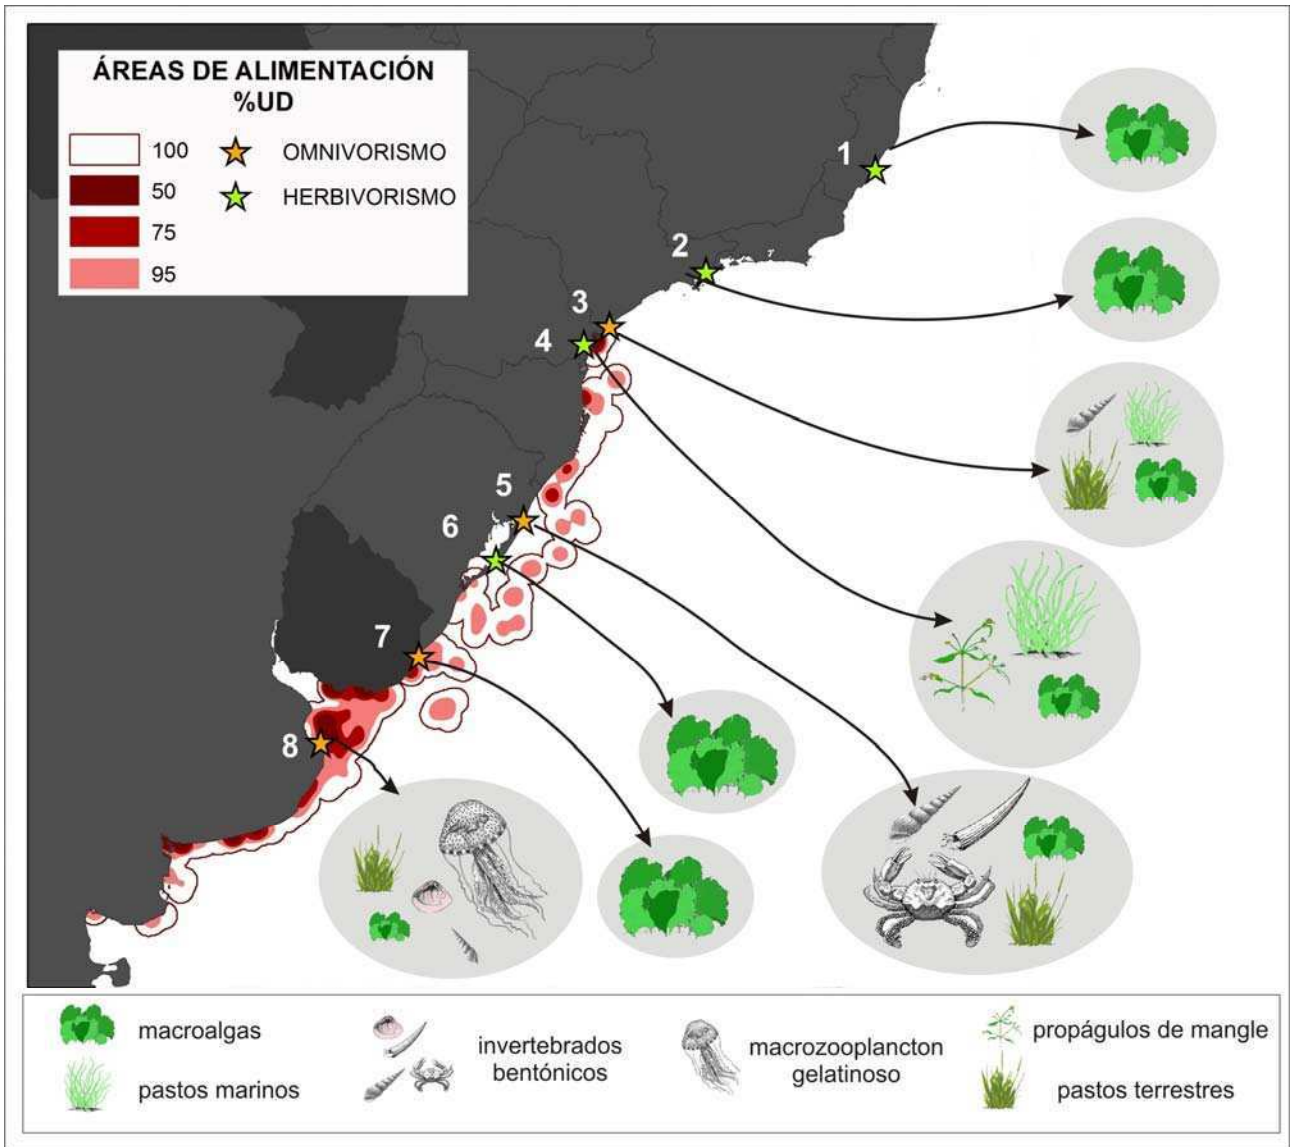 ÁREAS DE ALIMENTACIÓN
%UD
100
OMNIVORISMO
50
HERBIVORISMO
75
95
1
2
3
4
5
6
7
8
macroalgas
pastos marinos
invertebrados
bentónicos
macrozooplancton
gelatinoso
propágulos de mangle
pastos terrestres